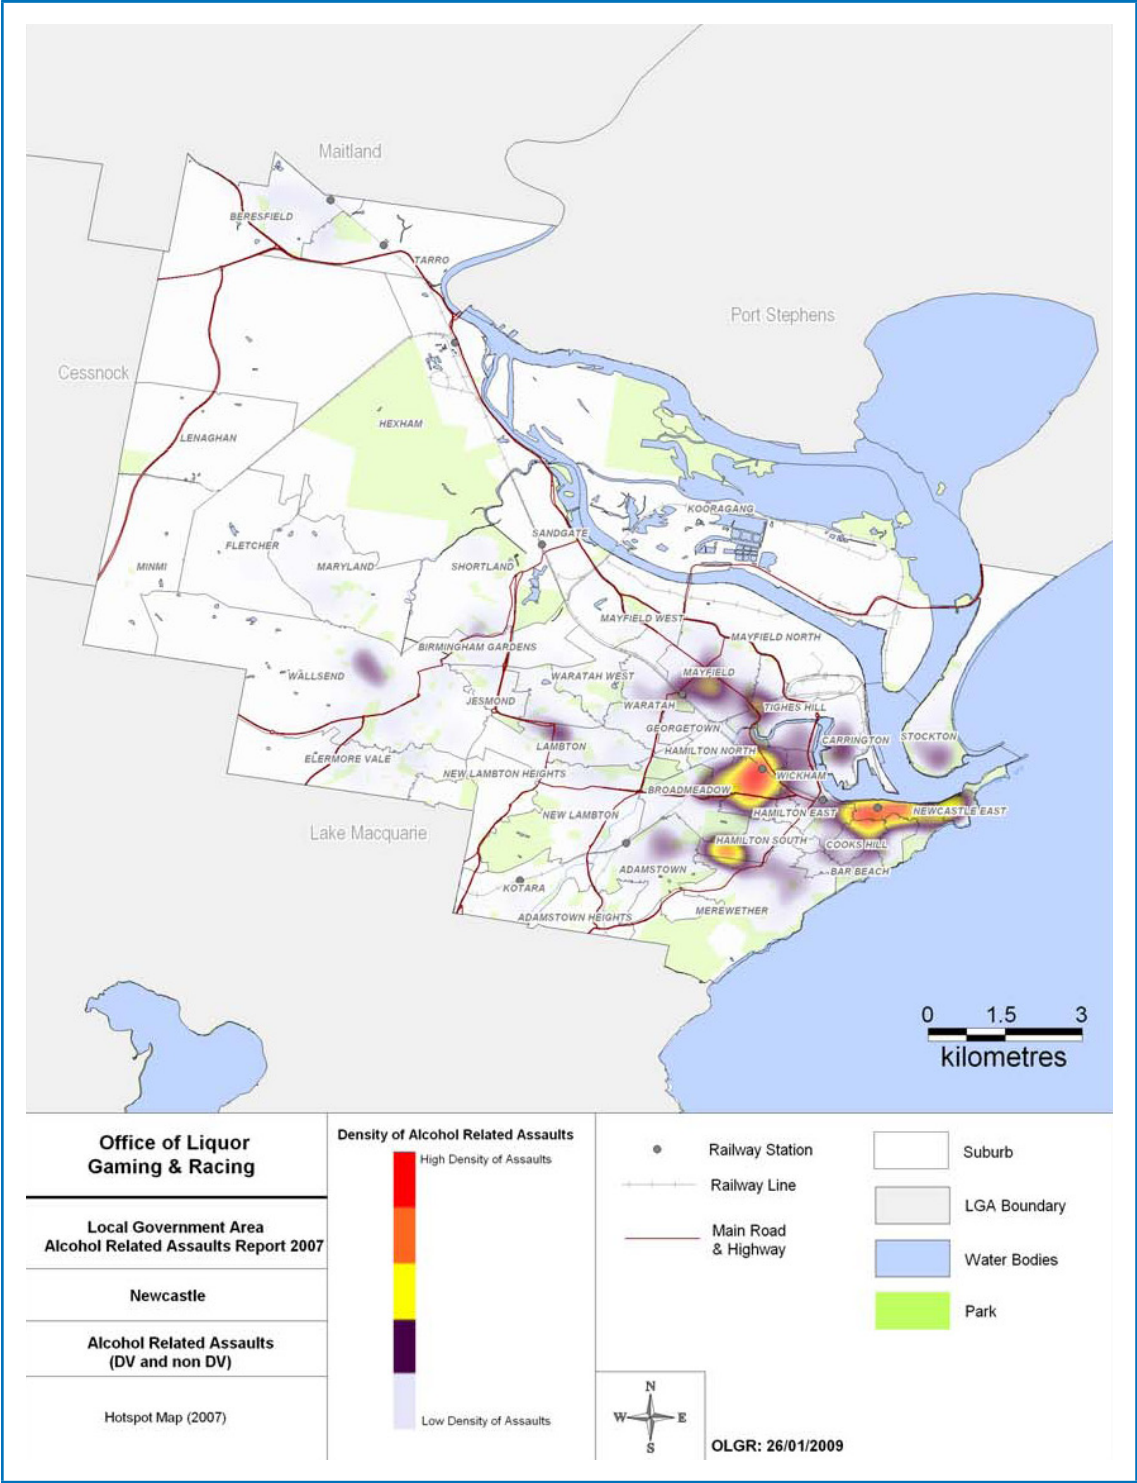 Maitland
BERESFIELD
TARRO
Port Stephens
Cessnock
HEXHAM
LENAGHAN
KOORAGANG
SANDGATE
FLETCHER
MINMI
MARYLAND
SHORTLAND
MAYFIELD WEST
MAYFIELD NORTH
BIRMINGHAM GARDENS
WALLSEND
WARATAH WEST
MAYFIELD
JESMOND
WARATAH
TIGHES HILL
GEORGETOWN
CARRINGTON
STOCKTON
LAMBTON
HAMILTON NORTH
ELERMORE VALE
NEW LAMBTON HEIGHTS
WICKHAM
BROADMEADOW
NEW LAMBTON
HAMILTON EAST
NEWCASTLE EAST
Lake Macquarie
HAMILTON SOUTH
COOKS HILL
ADAMSTOWN
BAR BEACH
KOTARA
MEREWETHER
ADAMSTOWN HEIGHTS
0 1.5 3
kilometres
Office of Liquor
Gaming & Racing
Local Government Area
Alcohol Related Assaults Report 2007
Newcastle
Alcohol Related Assaults
(DV and non DV)
Hotspot Map (2007)
Density of Alcohol Related Assaults
High Density of Assaults
Low Density of Assaults
Railway Station
Railway Line
Main Road
& Highway
Suburb
LGA Boundary
Water Bodies
Park
N
W E
S
OLGR: 26/01/2009